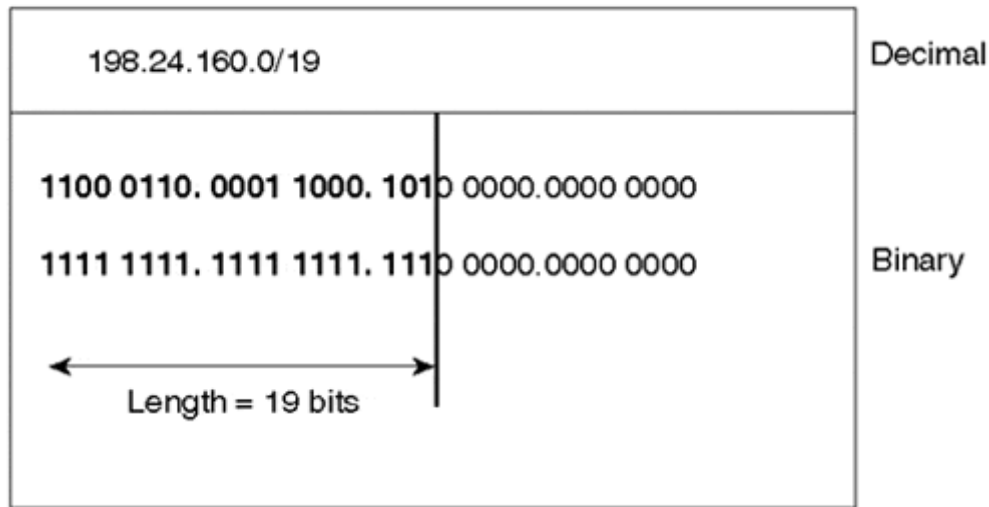 198.24.160.0/19
Decimal
1100 0110. 0001 1000. 1010 0000.0000 0000
1111 1111. 1111 1111. 1110 0000.0000 0000
Binary
Length = 19 bits